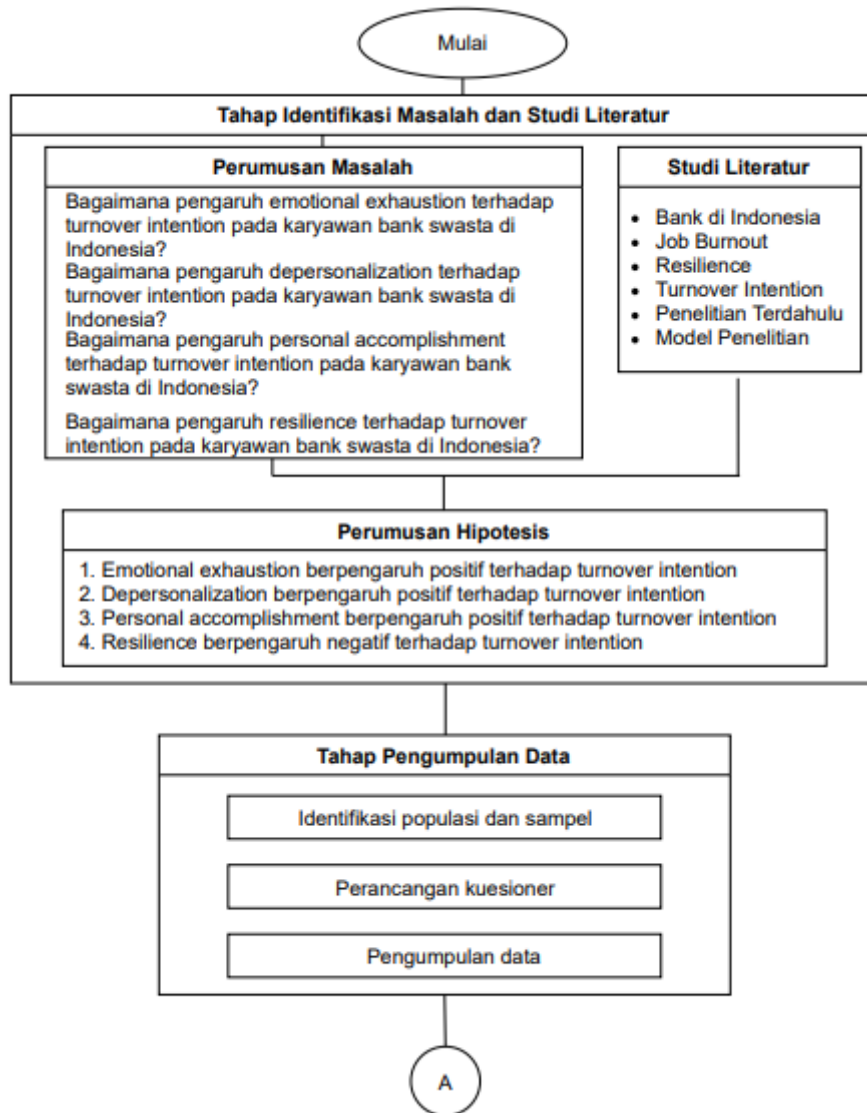 Mulai
Tahap Identifikasi Masalah dan Studi Literatur
Perumusan Masalah
Bagaimana pengaruh emotional exhaustion terhadap
turnover intention pada karyawan bank swasta di
Indonesia?
Bagaimana pengaruh depersonalization terhadap
turnover intention pada karyawan bank swasta di
Indonesia?
Bagaimana pengaruh personal accomplishment
terhadap turnover intention pada karyawan bank
swasta di Indonesia?
Bagaimana pengaruh resilience terhadap turnover
intention pada karyawan bank swasta di Indonesia?
Studi Literatur
• Bank di Indonesia
• Job Burnout
• Resilience
• Turnover Intention
• Penelitian Terdahulu
• Model Penelitian
Perumusan Hipotesis
1. Emotional exhaustion berpengaruh positif terhadap turnover intention
2. Depersonalization berpengaruh positif terhadap turnover intention
3. Personal accomplishment berpengaruh positif terhadap turnover intention
4. Resilience berpengaruh negatif terhadap turnover intention
Tahap Pengumpulan Data
Identifikasi populasi dan sampel
Perancangan kuesioner
Pengumpulan data
A